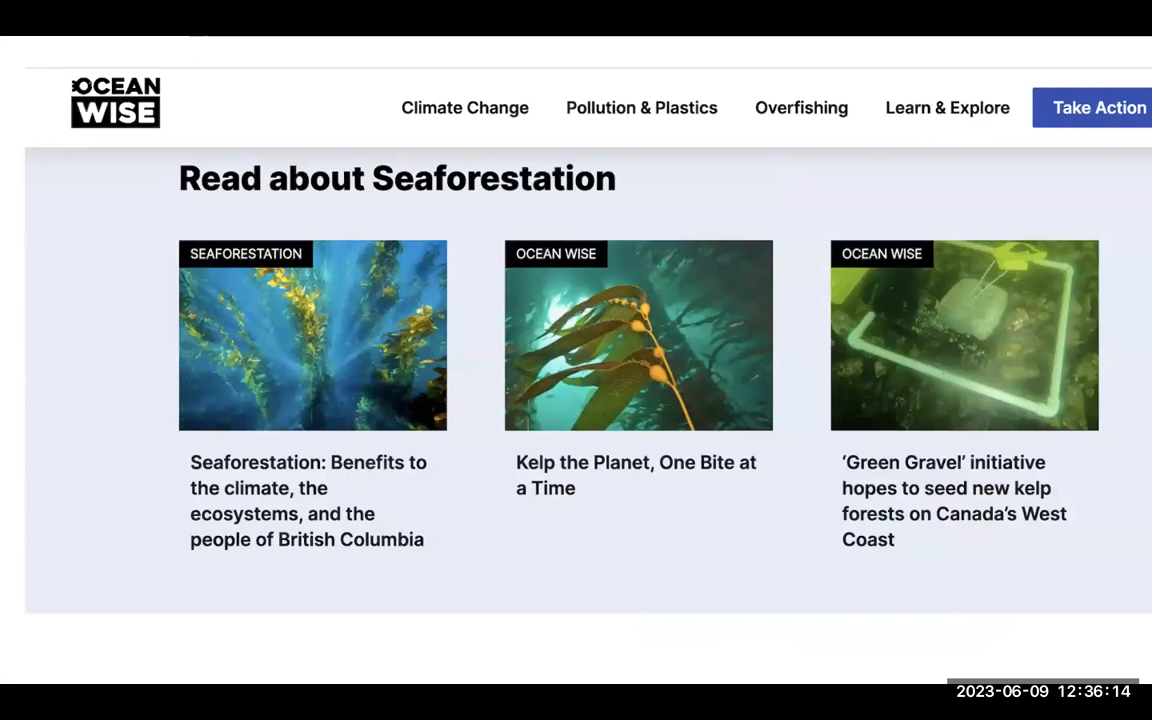 OCEAN
WISE
Climate Change
Pollution & Plastics
Overfishing
Learn & Explore
Take Action
Read about Seaforestation
SEAFORESTATION
OCEAN WISE
OCEAN WISE
Seaforestation: Benefits to
the climate, the
ecosystems, and the
people of British Columbia
Kelp the Planet, One Bite at
a Time
‘Green Gravel’ initiative
hopes to seed new kelp
forests on Canada’s West
Coast
2023-06-09 12:36:14